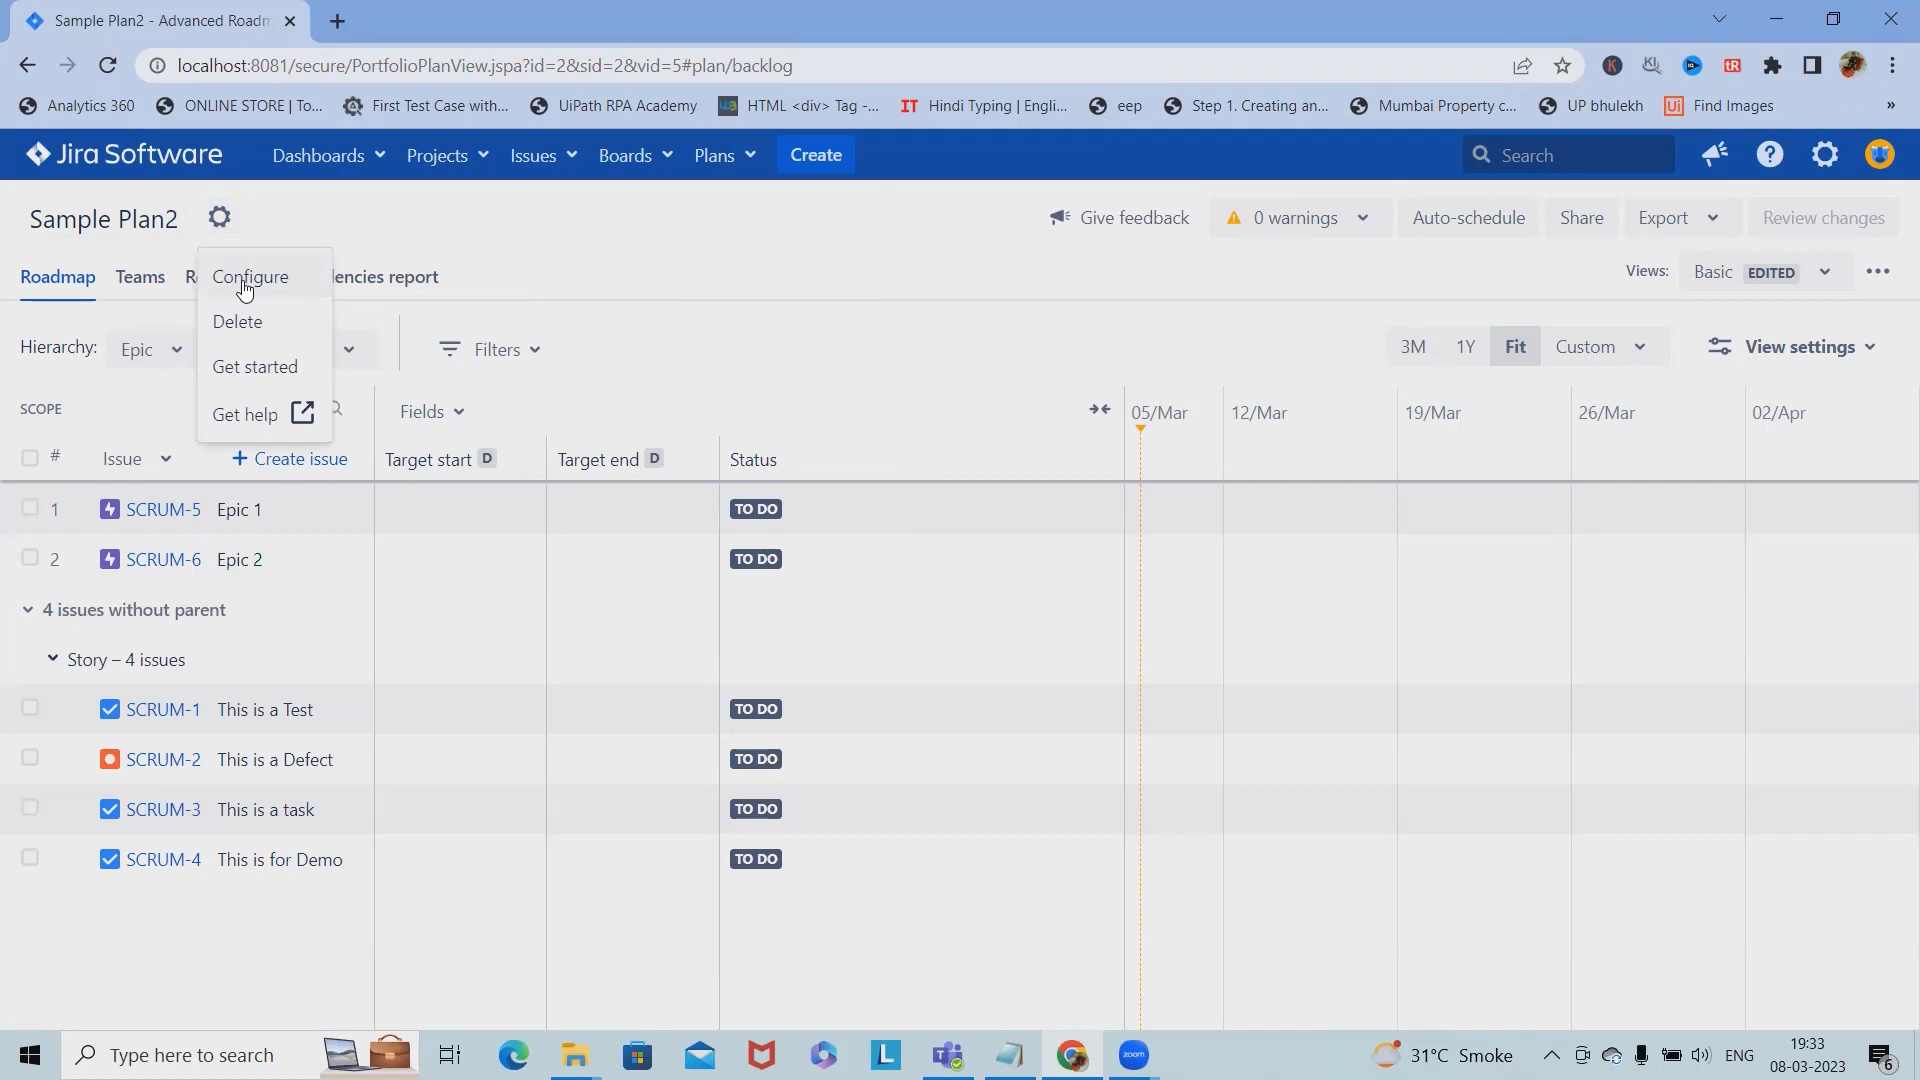 Sample Plan2 - Advanced Roadm
localhost:8081/secure/PortfolioPlanView.jspa?id=2&sid=2&vid=5#plan/backlog
Analytics 360 ONLINE STORE | To... First Test Case with... UiPath RPA Academy HTML <div> Tag -... Hindi Typing | Engli... eep Step 1. Creating an... Mumbai Property c... UP bhulekh Find Images »
Jira Software Dashboards Projects Issues Boards Plans Create Search
Sample Plan2 Give feedback 0 warnings Auto-schedule Share Export Review changes
Roadmap Teams Configure dencies report Views: Basic EDITED
Delete
Hierarchy: Epic Filters 3M 1Y Fit Custom View settings
Get started
SCOPE Get help Fields 05/Mar 12/Mar 19/Mar 26/Mar 02/Apr
# Issue + Create issue Target start D Target end D Status
1 SCRUM-5 Epic 1 TO DO
2 SCRUM-6 Epic 2 TO DO
4 issues without parent
Story – 4 issues
SCRUM-1 This is a Test TO DO
SCRUM-2 This is a Defect TO DO
SCRUM-3 This is a task TO DO
SCRUM-4 This is for Demo TO DO
Type here to search zoom 31°C Smoke ENG 19:33
08-03-2023 6